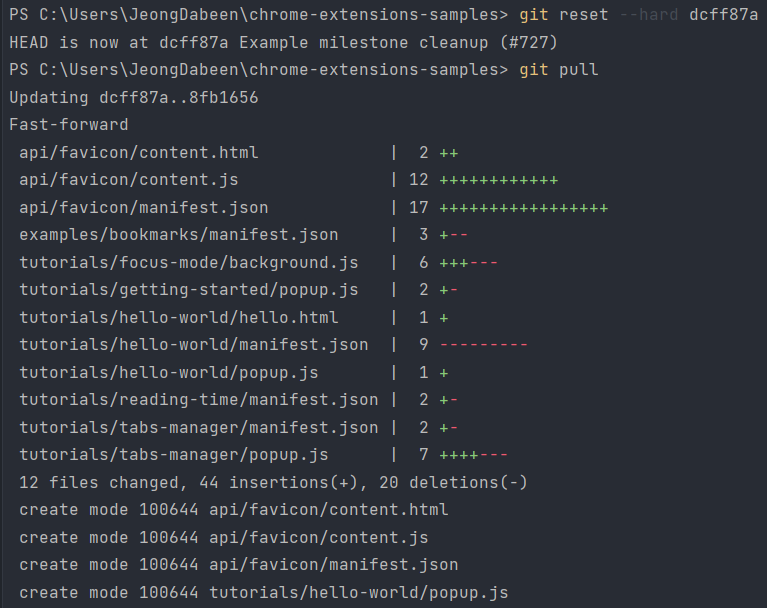 PS C:\Users\JeongDabeen\chrome-extensions-samples> git reset --hard dcff87a
HEAD is now at dcff87a Example milestone cleanup (#727)
PS C:\Users\JeongDabeen\chrome-extensions-samples> git pull
Updating dcff87a..8fb1656
Fast-forward
 api/favicon/content.html             |  2 ++
 api/favicon/content.js               | 12 ++++++++++++
 api/favicon/manifest.json            | 17 +++++++++++++++++
 examples/bookmarks/manifest.json     |  3 +--
 tutorials/focus-mode/background.js   |  6 +++---
 tutorials/getting-started/popup.js   |  2 +-
 tutorials/hello-world/hello.html     |  1 +
 tutorials/hello-world/manifest.json  |  9 ---------
 tutorials/hello-world/popup.js       |  1 +
 tutorials/reading-time/manifest.json |  2 +-
 tutorials/tabs-manager/manifest.json |  2 +-
 tutorials/tabs-manager/popup.js      |  7 ++++---
 12 files changed, 44 insertions(+), 20 deletions(-)
 create mode 100644 api/favicon/content.html
 create mode 100644 api/favicon/content.js
 create mode 100644 api/favicon/manifest.json
 create mode 100644 tutorials/hello-world/popup.js